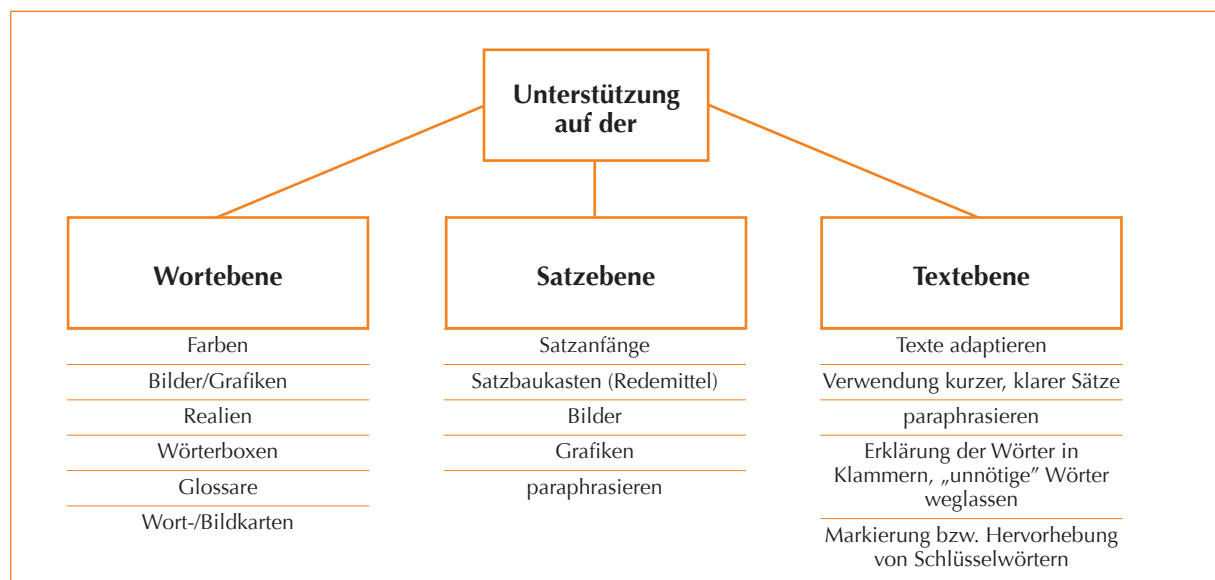 Unterstützung
auf der
Wortebene
Farben
Bilder/Grafiken
Realien
Wörterboxen
Glossare
Wort-/Bildkarten
Satzebene
Satzanfänge
Satzbaukasten (Redemittel)
Bilder
Grafiken
paraphrasieren
Textebene
Texte adaptieren
Verwendung kurzer, klarer Sätze
paraphrasieren
Erklärung der Wörter in
Klammern, „unnötige” Wörter
weglassen
Markierung bzw. Hervorhebung
von Schlüsselwörtern